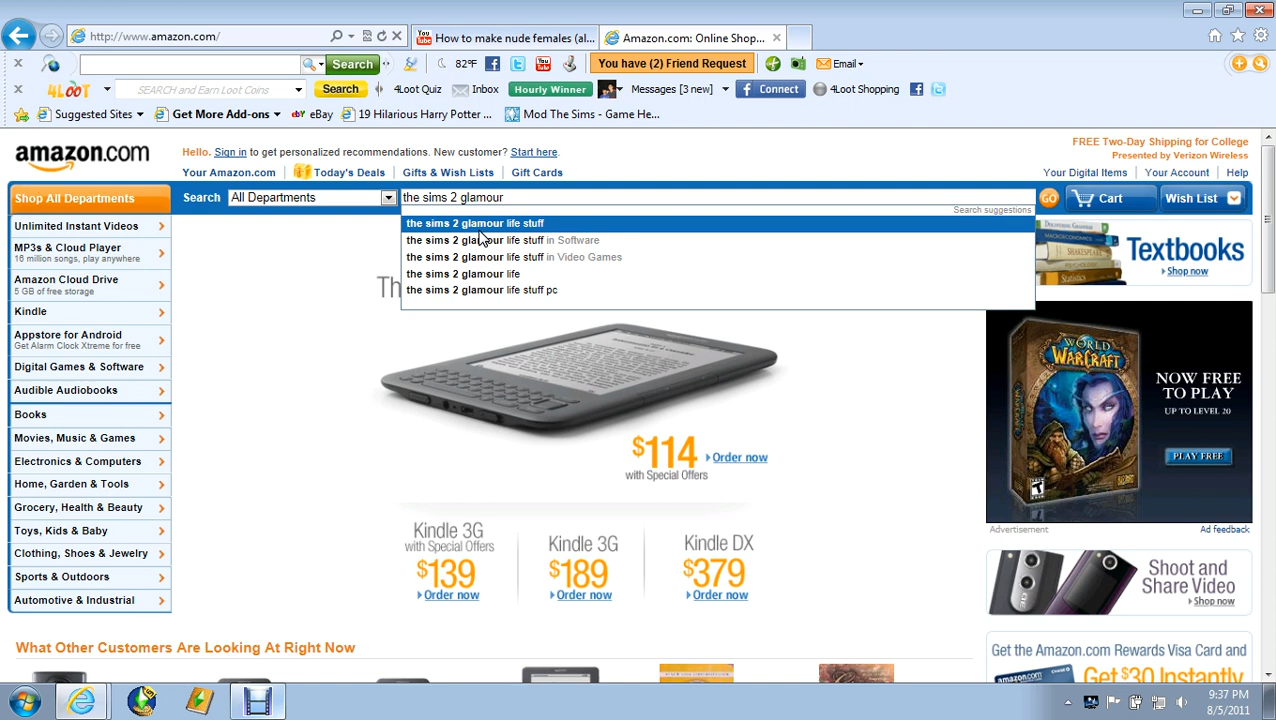 http://www.amazon.com/
How to make nude females (al...
Amazon.com: Online Shop...
Search
82°F
You have (2) Friend Request
Email
4LOOT
SEARCH and Earn Loot Coins
Search
4Loot Quiz
Inbox
Hourly Winner
Messages [3 new]
Connect
4Loot Shopping
Suggested Sites
Get More Add-ons
eBay
19 Hilarious Harry Potter ...
Mod The Sims - Game He...
amazon.com
Hello. Sign in to get personalized recommendations. New customer? Start here.
FREE Two-Day Shipping for College
Presented by Verizon Wireless
Your Amazon.com
Today's Deals
Gifts & Wish Lists
Gift Cards
Your Digital Items
Your Account
Help
Shop All Departments
Search
All Departments
the sims 2 glamour
GO
Cart
Wish List
Search suggestions
the sims 2 glamour life stuff
the sims 2 glamour life stuff in Software
the sims 2 glamour life stuff in Video Games
the sims 2 glamour life
the sims 2 glamour life stuff pc
Unlimited Instant Videos
MP3s & Cloud Player
16 million songs, play anywhere
Amazon Cloud Drive
5 GB of free storage
Kindle
Appstore for Android
Get Alarm Clock Xtreme for free
Digital Games & Software
Audible Audiobooks
Books
Movies, Music & Games
Electronics & Computers
Home, Garden & Tools
Grocery, Health & Beauty
Toys, Kids & Baby
Clothing, Shoes & Jewelry
Sports & Outdoors
Automotive & Industrial
Th
$114
with Special Offers
Order now
Kindle 3G
with Special Offers
$139
Order now
Kindle 3G
$189
Order now
Kindle DX
$379
Order now
MACROECONOMICS
Textbooks
Shop now
WORLD
WARCRAFT
NOW FREE
TO PLAY
UP TO LEVEL 20
PLAY FREE
Advertisement
Ad feedback
Shoot and
Share Video
Shop now
Get the Amazon.com Rewards Visa Card and
Get $30 Instantly
What Other Customers Are Looking At Right Now
9:37 PM
8/5/2011